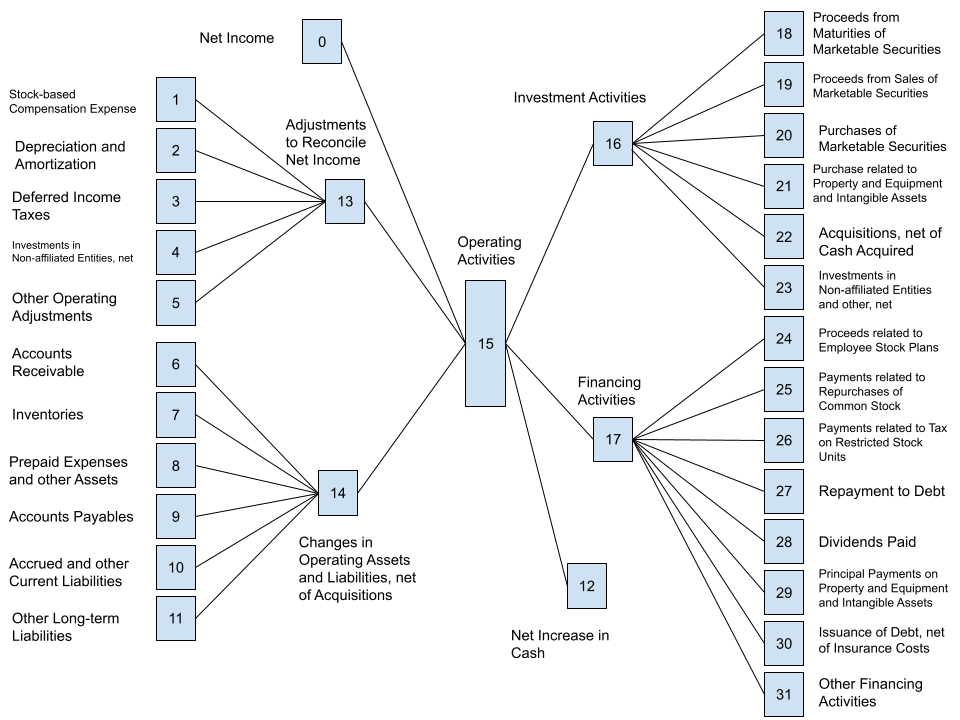 Net Income
0
Stock-based
Compensation Expense
1
Depreciation and
Amortization
2
Deferred Income
Taxes
3
Investments in
Non-affiliated Entities, net
4
Other Operating
Adjustments
5
Accounts
Receivable
6
Inventories
7
Prepaid Expenses
and other Assets
8
Accounts Payables
9
Accrued and other
Current Liabilities
10
Other Long-term
Liabilities
11
Adjustments
to Reconcile
Net Income
13
14
Changes in
Operating Assets
and Liabilities, net
of Acquisitions
Operating
Activities
15
Investment Activities
16
Financing
Activities
17
12
Net Increase in
Cash
18
Proceeds from
Maturities of
Marketable Securities
19
Proceeds from Sales of
Marketable Securities
20
Purchases of
Marketable Securities
21
Purchase related to
Property and Equipment
and Intangible Assets
22
Acquisitions, net of
Cash Acquired
23
Investments in
Non-affiliated Entities
and other, net
24
Proceeds related to
Employee Stock Plans
25
Payments related to
Repurchases of
Common Stock
26
Payments related to Tax
on Restricted Stock
Units
27
Repayment to Debt
28
Dividends Paid
29
Principal Payments on
Property and Equipment
and Intangible Assets
30
Issuance of Debt, net
of Insurance Costs
31
Other Financing
Activities